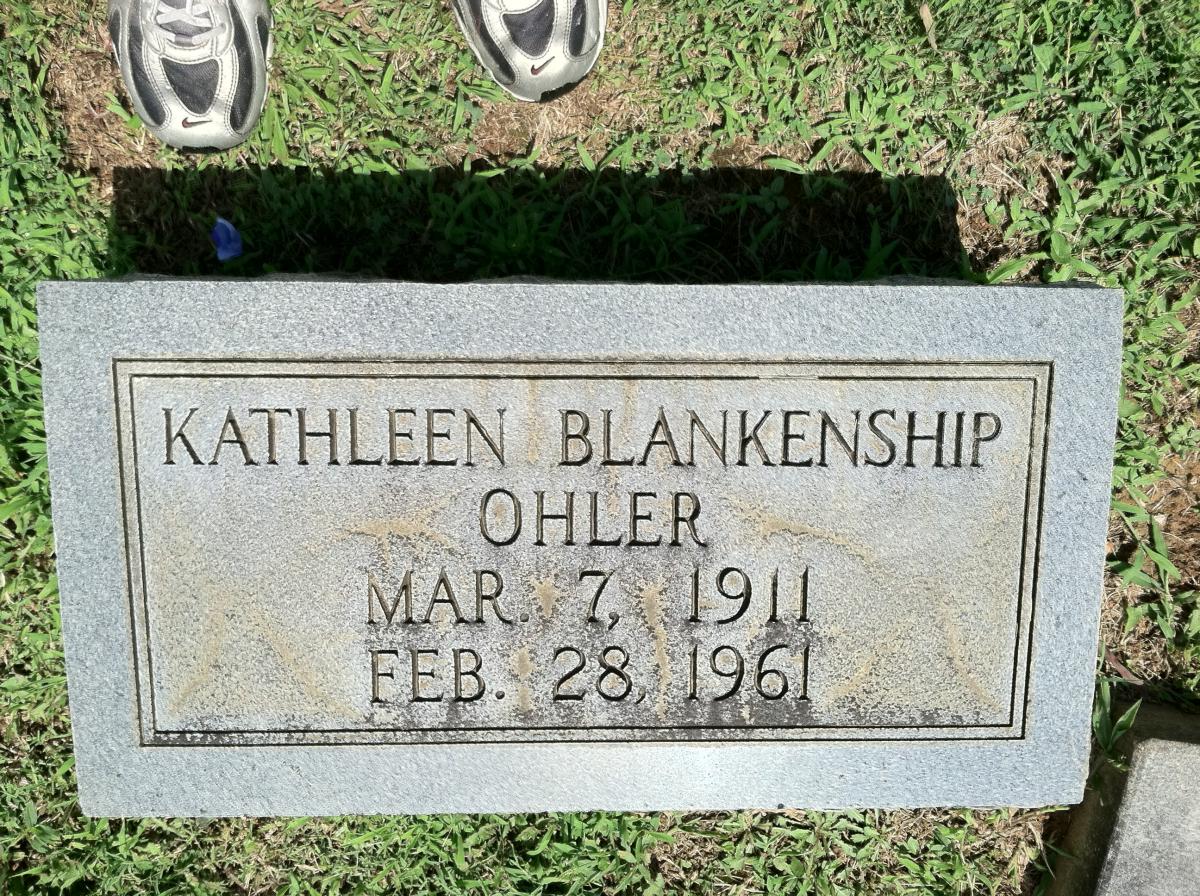 KATHLEEN BLANKENSHIP
OHLER
MAR. 7, 1911
FEB. 28, 1961